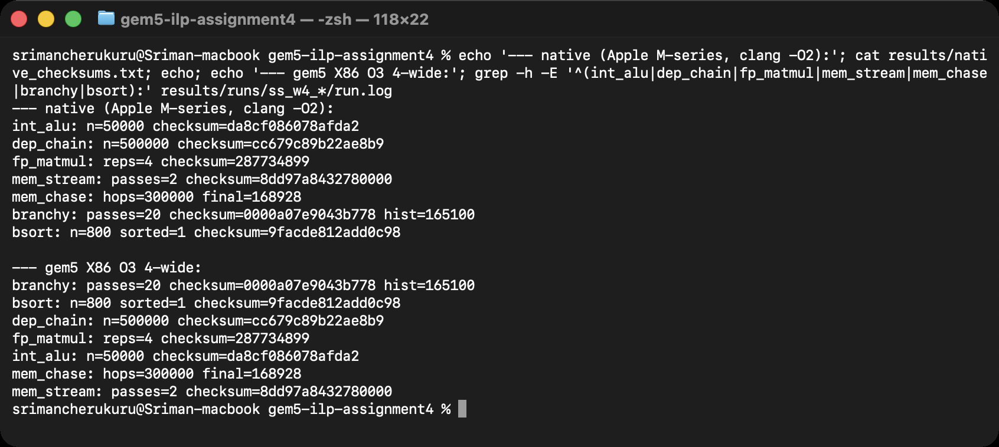 gem5-ilp-assignment4 — -zsh — 118×22
srimancherukuru@Sriman-macbook gem5-ilp-assignment4 % echo '--- native (Apple M-series, clang -O2):'; cat results/nati
ve_checksums.txt; echo; echo '--- gem5 X86 O3 4-wide:'; grep -h -E '^(int_alu|dep_chain|fp_matmul|mem_stream|mem_chase
|branchy|bsort):' results/runs/ss_w4_*/run.log
--- native (Apple M-series, clang -O2):
int_alu: n=50000 checksum=da8cf086078afda2
dep_chain: n=500000 checksum=cc679c89b22ae8b9
fp_matmul: reps=4 checksum=287734899
mem_stream: passes=2 checksum=8dd97a8432780000
mem_chase: hops=300000 final=168928
branchy: passes=20 checksum=0000a07e9043b778 hist=165100
bsort: n=800 sorted=1 checksum=9facde812add0c98

--- gem5 X86 O3 4-wide:
branchy: passes=20 checksum=0000a07e9043b778 hist=165100
bsort: n=800 sorted=1 checksum=9facde812add0c98
dep_chain: n=500000 checksum=cc679c89b22ae8b9
fp_matmul: reps=4 checksum=287734899
int_alu: n=50000 checksum=da8cf086078afda2
mem_chase: hops=300000 final=168928
mem_stream: passes=2 checksum=8dd97a8432780000
srimancherukuru@Sriman-macbook gem5-ilp-assignment4 %